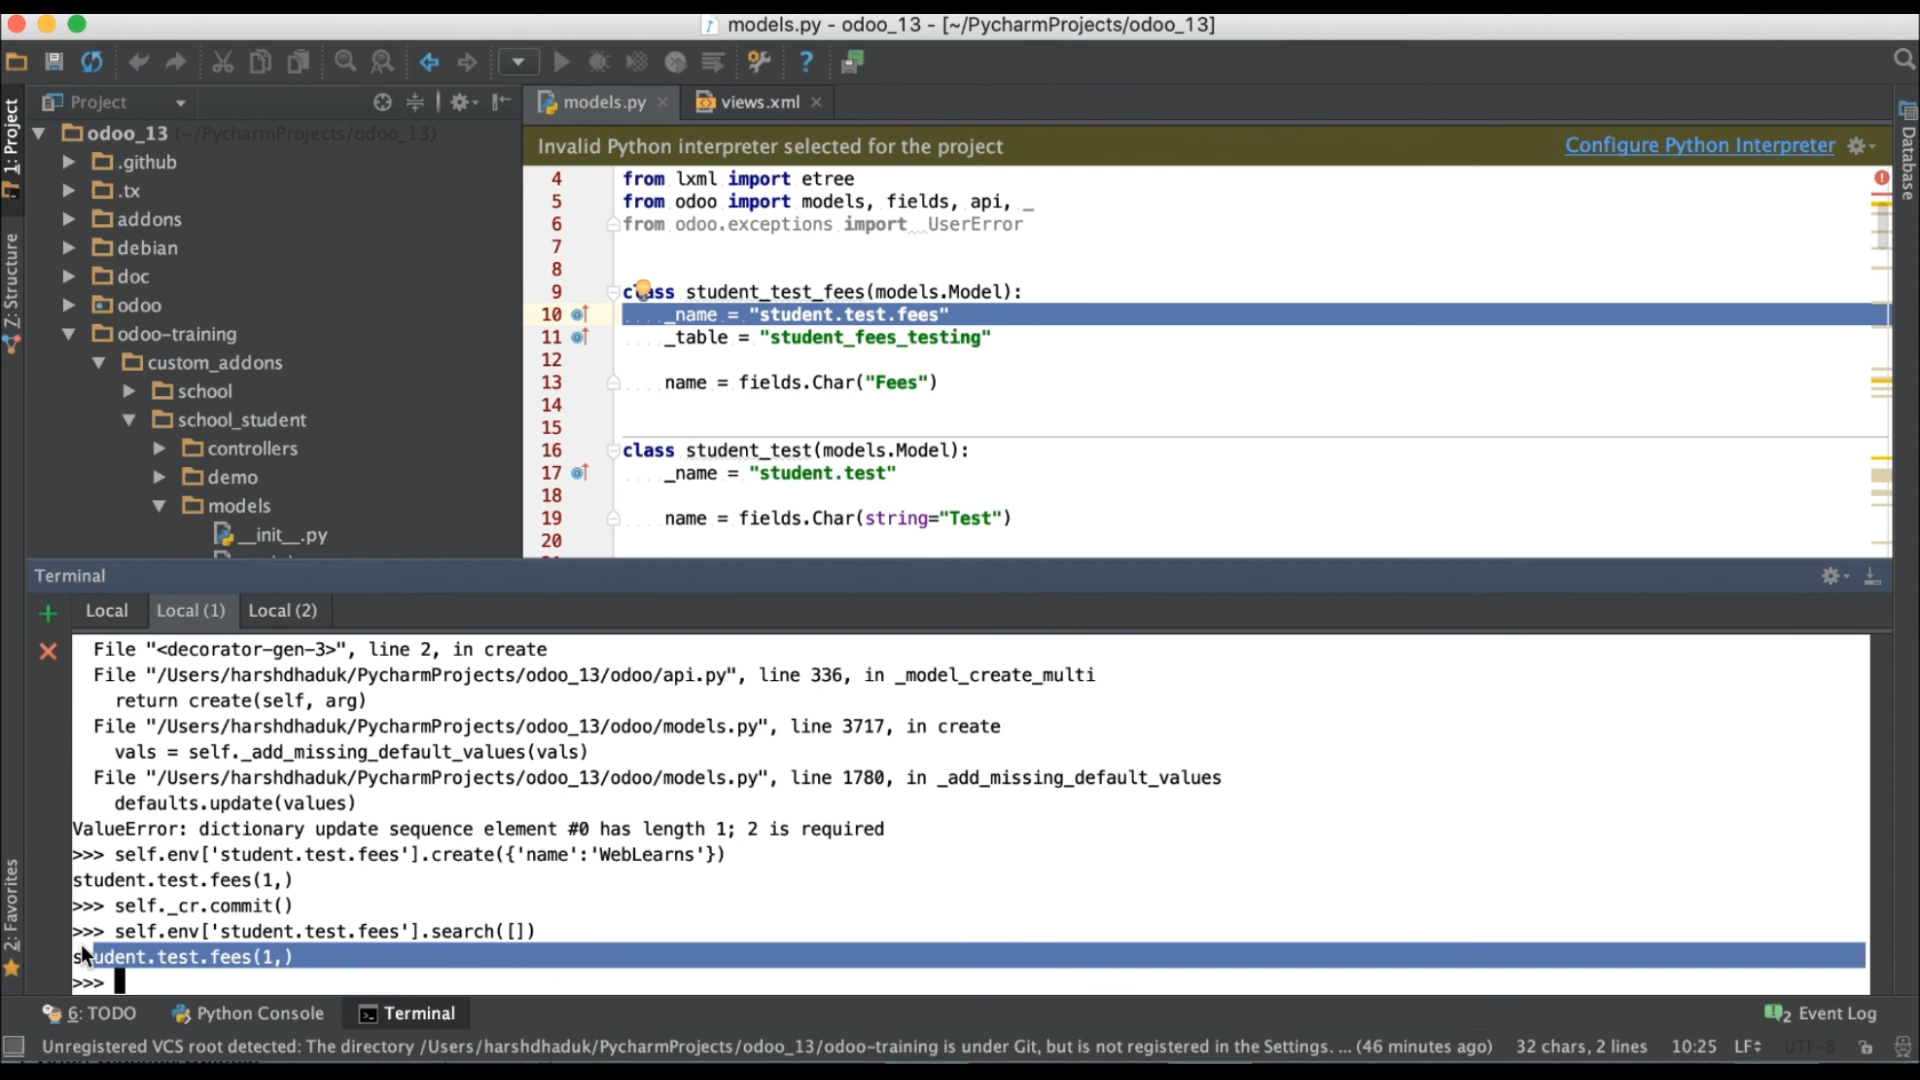 models.py - odoo_13 - [~/PycharmProjects/odoo_13]
Project
models.py
views.xml
1: Project
Z: Structure
2: Favorites
Database
odoo_13 (~/PycharmProjects/odoo_13)
.github
.tx
addons
debian
doc
odoo
odoo-training
custom_addons
school
school_student
controllers
demo
models
__init__.py
Invalid Python interpreter selected for the project
Configure Python Interpreter
4 from lxml import etree
5 from odoo import models, fields, api, _
6 from odoo.exceptions import UserError
7
8
9 class student_test_fees(models.Model):
10 _name = "student.test.fees"
11 _table = "student_fees_testing"
12
13 name = fields.Char("Fees")
14
15
16 class student_test(models.Model):
17 _name = "student.test"
18
19 name = fields.Char(string="Test")
20
Terminal
Local
Local (1)
Local (2)
File "<decorator-gen-3>", line 2, in create
File "/Users/harshdhaduk/PycharmProjects/odoo_13/odoo/api.py", line 336, in _model_create_multi
return create(self, arg)
File "/Users/harshdhaduk/PycharmProjects/odoo_13/odoo/models.py", line 3717, in create
vals = self._add_missing_default_values(vals)
File "/Users/harshdhaduk/PycharmProjects/odoo_13/odoo/models.py", line 1780, in _add_missing_default_values
defaults.update(values)
ValueError: dictionary update sequence element #0 has length 1; 2 is required
>>> self.env['student.test.fees'].create({'name':'WebLearns'})
student.test.fees(1,)
>>> self._cr.commit()
>>> self.env['student.test.fees'].search([])
student.test.fees(1,)
>>>
6: TODO
Python Console
Terminal
2 Event Log
Unregistered VCS root detected: The directory /Users/harshdhaduk/PycharmProjects/odoo_13/odoo-training is under Git, but is not registered in the Settings. ... (46 minutes ago)
32 chars, 2 lines
10:25
LF
UTF-8